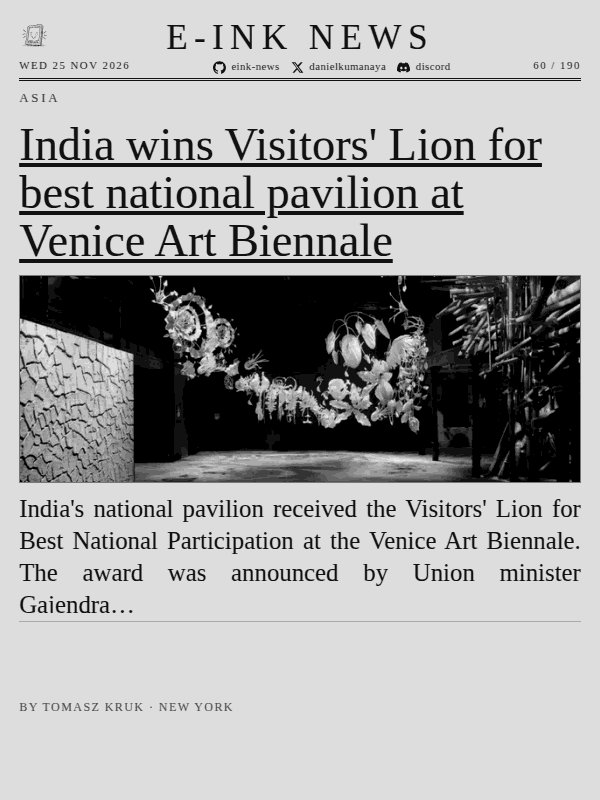 E-INK NEWS
WED 25 NOV 2026
eink-news
danielkumanaya
discord
60 / 190
ASIA
India wins Visitors' Lion for
best national pavilion at
Venice Art Biennale
India's national pavilion received the Visitors' Lion for
Best National Participation at the Venice Art Biennale.
The award was announced by Union minister
Gajendra…
BY TOMASZ KRUK · NEW YORK